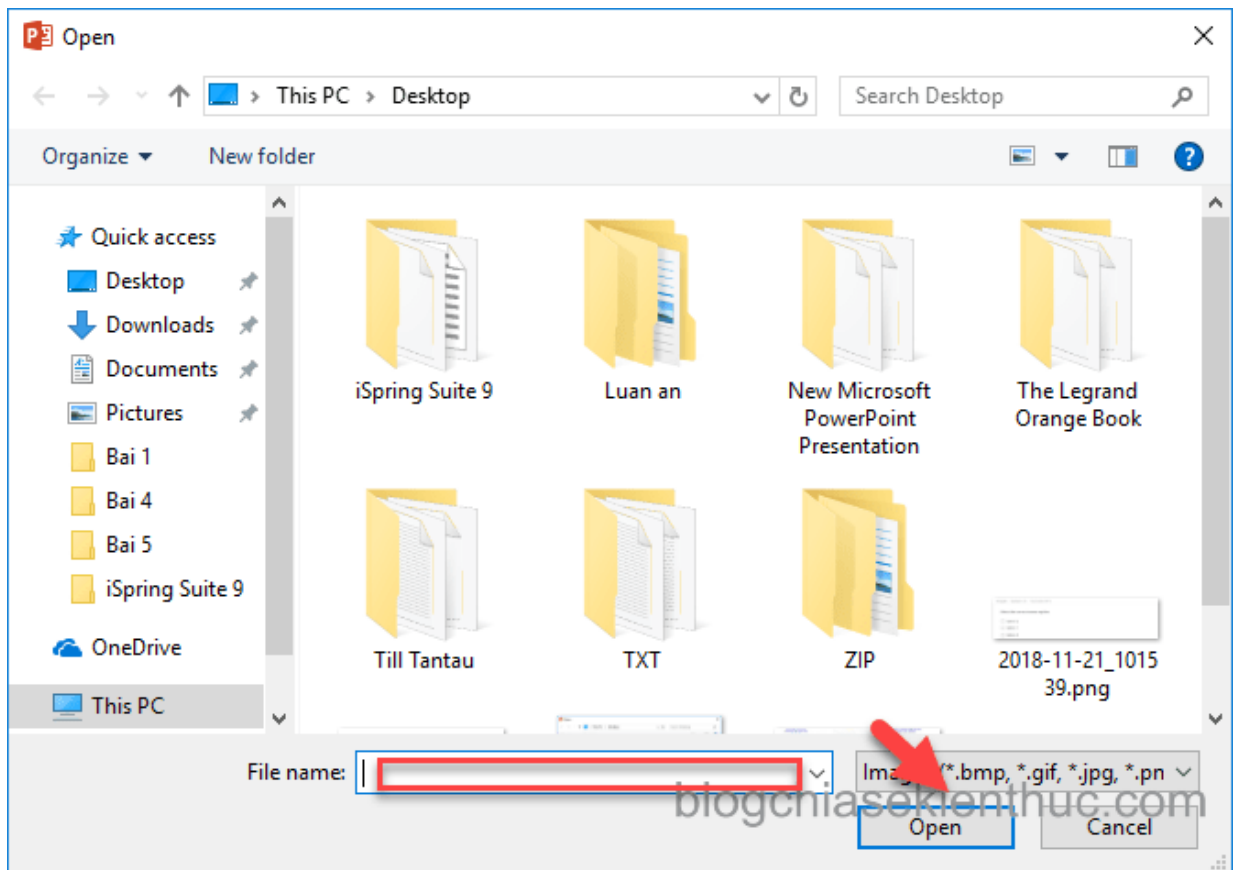 Open
This PC > Desktop
Search Desktop
Organize
New folder
Quick access
Desktop
Downloads
Documents
Pictures
Bai 1
Bai 4
Bai 5
iSpring Suite 9
OneDrive
This PC
iSpring Suite 9
Luan an
New Microsoft
PowerPoint
Presentation
The Legrand
Orange Book
Till Tantau
TXT
ZIP
2018-11-21_1015
39.png
File name:
(*.bmp, *.gif, *.jpg, *.pn
blogchiasekienthuc.com
Open
Cancel